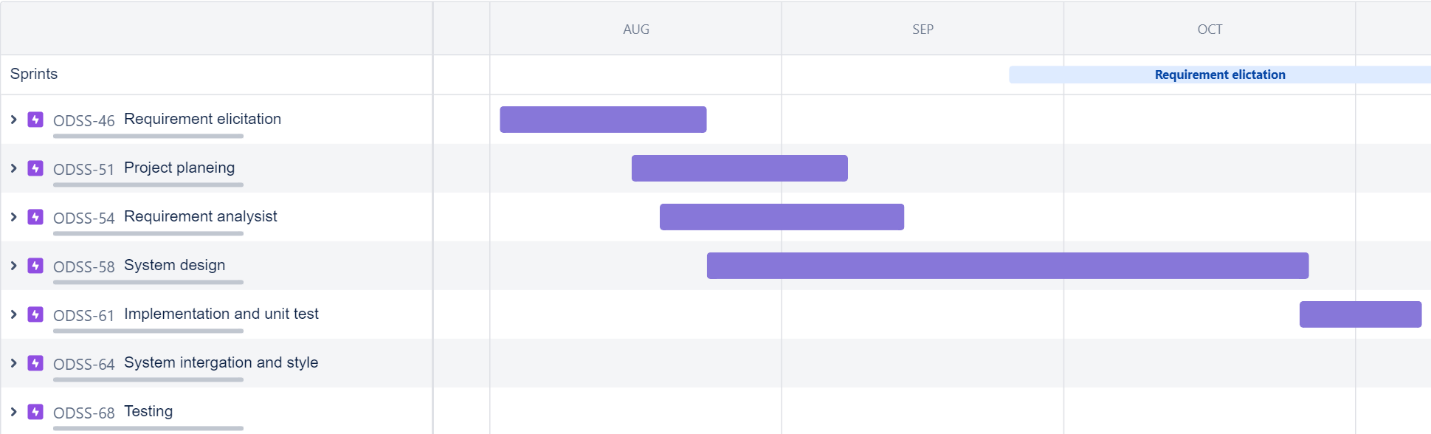 AUG SEP OCT
Sprints
Requirement elictation
ODSS-46 Requirement elicitation
ODSS-51 Project planeing
ODSS-54 Requirement analysist
ODSS-58 System design
ODSS-61 Implementation and unit test
ODSS-64 System intergation and style
ODSS-68 Testing